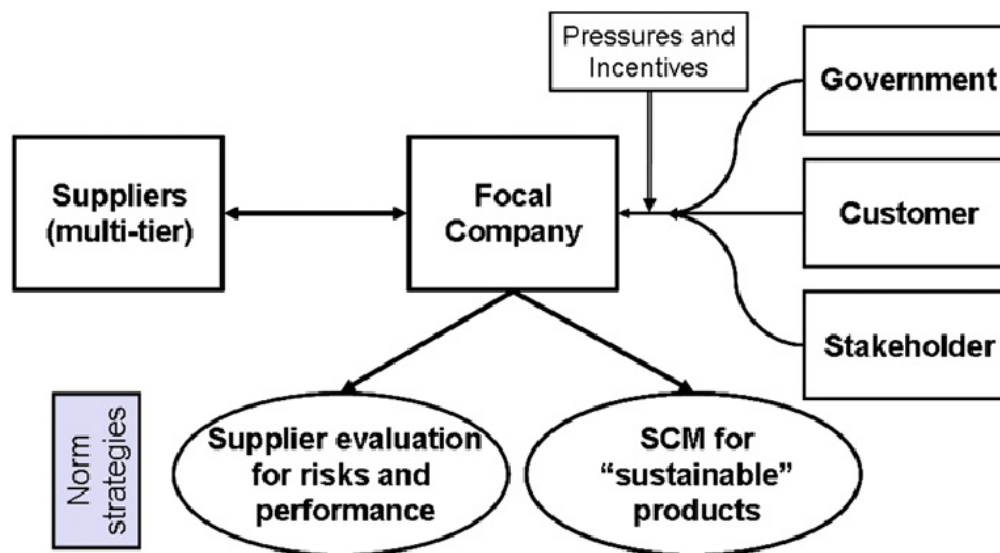 Pressures and
Incentives
Government
Suppliers
(multi-tier)
Focal
Company
Customer
Stakeholder
Norm
strategies
Supplier evaluation
for risks and
performance
SCM for
“sustainable”
products